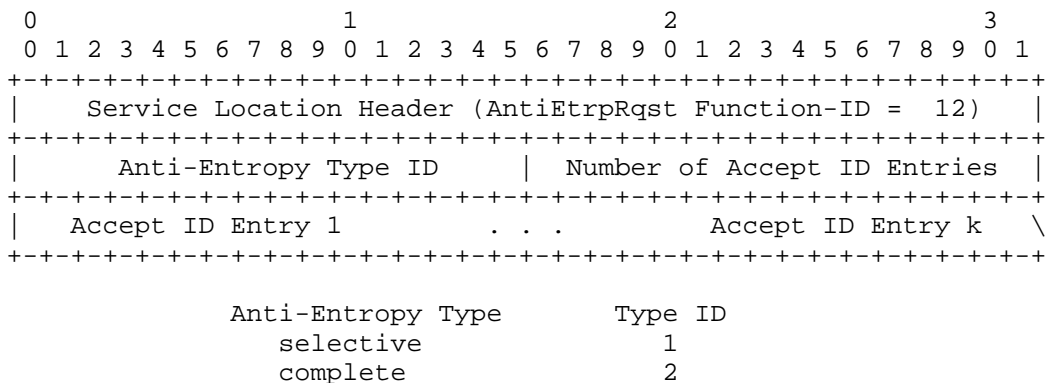 0                   1                   2                   3
 0 1 2 3 4 5 6 7 8 9 0 1 2 3 4 5 6 7 8 9 0 1 2 3 4 5 6 7 8 9 0 1
+-+-+-+-+-+-+-+-+-+-+-+-+-+-+-+-+-+-+-+-+-+-+-+-+-+-+-+-+-+-+-+-+
|    Service Location Header (AntiEtrpRqst Function-ID =  12)   |
+-+-+-+-+-+-+-+-+-+-+-+-+-+-+-+-+-+-+-+-+-+-+-+-+-+-+-+-+-+-+-+-+
|      Anti-Entropy Type ID     |  Number of Accept ID Entries  |
+-+-+-+-+-+-+-+-+-+-+-+-+-+-+-+-+-+-+-+-+-+-+-+-+-+-+-+-+-+-+-+-+
|   Accept ID Entry 1         . . .         Accept ID Entry k   \
+-+-+-+-+-+-+-+-+-+-+-+-+-+-+-+-+-+-+-+-+-+-+-+-+-+-+-+-+-+-+-+-+
              Anti-Entropy Type       Type ID
                 selective               1
                 complete                2